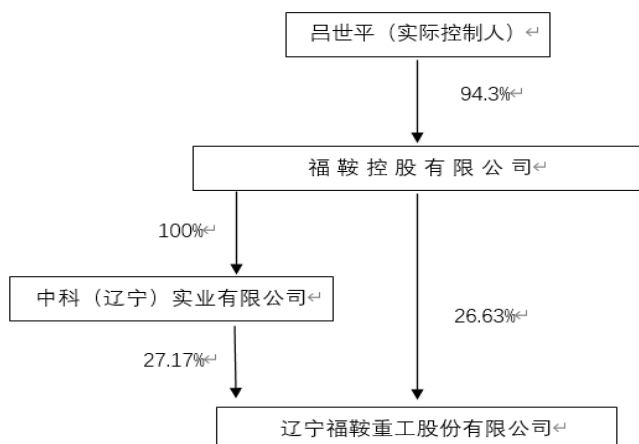 吕世平（实际控制人）↵
94.3%↵
福 鞍 控 股 有 限 公 司↵
100%↵
中科（辽宁）实业有限公司↵
26.63%↵
27.17%↵
辽宁福鞍重工股份有限公司↵